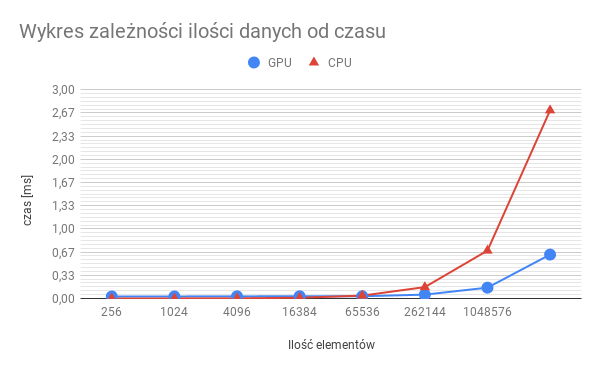 Wykres zależności ilości danych od czasu
GPU CPU
3,00
2,67
2,33
2,00
1,67
1,33
1,00
0,67
0,33
0,00
czas [ms]
256 1024 4096 16384 65536 262144 1048576
Ilość elementów